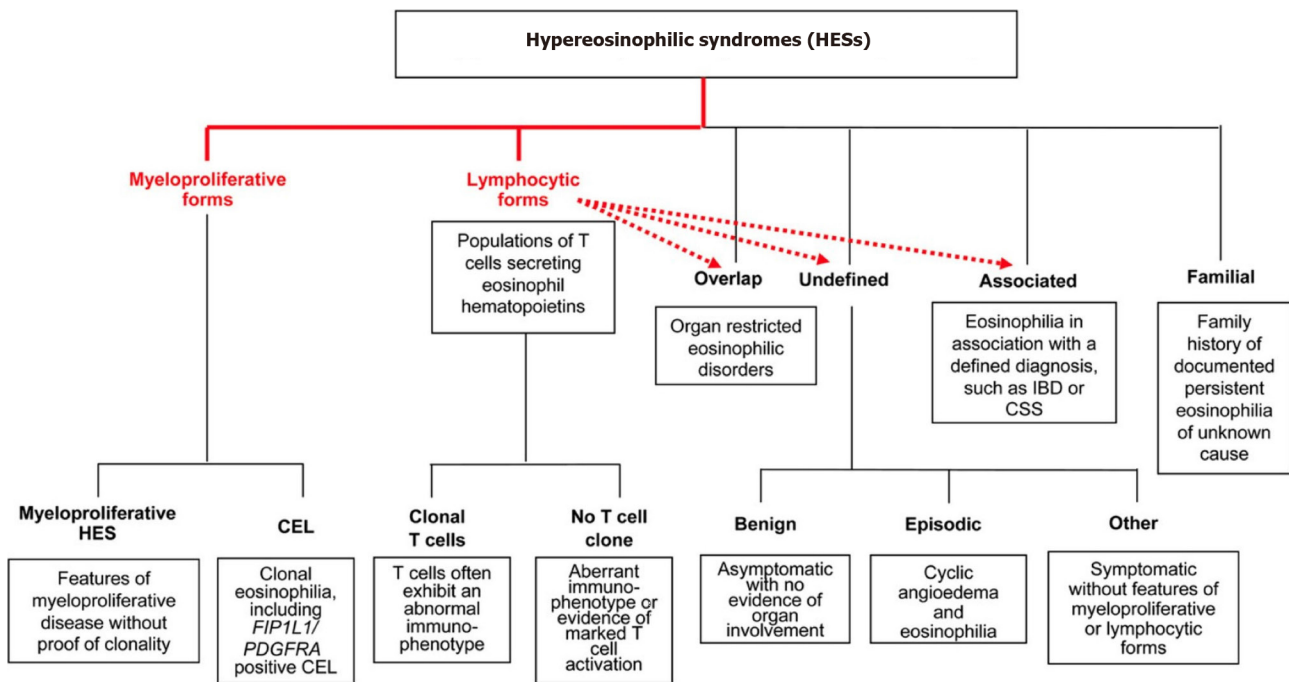 Hypereosinophilic syndromes (HESs)
Myeloproliferative
forms
Lymphocytic
forms
Populations of T
cells secreting
eosinophil
hematopoietins
Overlap
Organ restricted
eosinophilic
disorders
Undefined
Associated
Eosinophilia in
association with a
defined diagnosis,
such as IBD or
CSS
Familial
Family
history of
documented
persistent
eosinophilia
of unknown
cause
Myeloproliferative
HES
Features of
myeloproliferative
disease without
proof of clonality
CEL
Clonal
eosinophilia,
including
FIP1L1/
PDGFRA
positive CEL
Clonal
T cells
T cells often
exhibit an
abnormal
immuno-
phenotype
No T cell
clone
Aberrant
immuno-
phenotype or
evidence of
marked T
cell
activation
Benign
Asymptomatic
with no
evidence of
organ
involvement
Episodic
Cyclic
angioedema
and
eosinophilia
Other
Symptomatic
without features of
myeloproliferative
or lymphocytic
forms